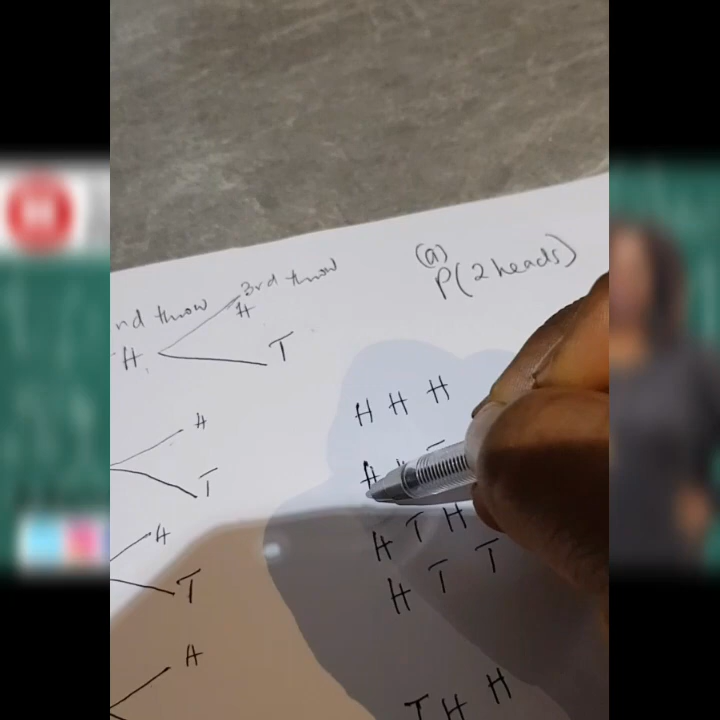 (a)
P(2 heads)
nd throw 3rd throw
H H
T
H H H
H
T
H
H T H
H T T
H
T
H
T H H